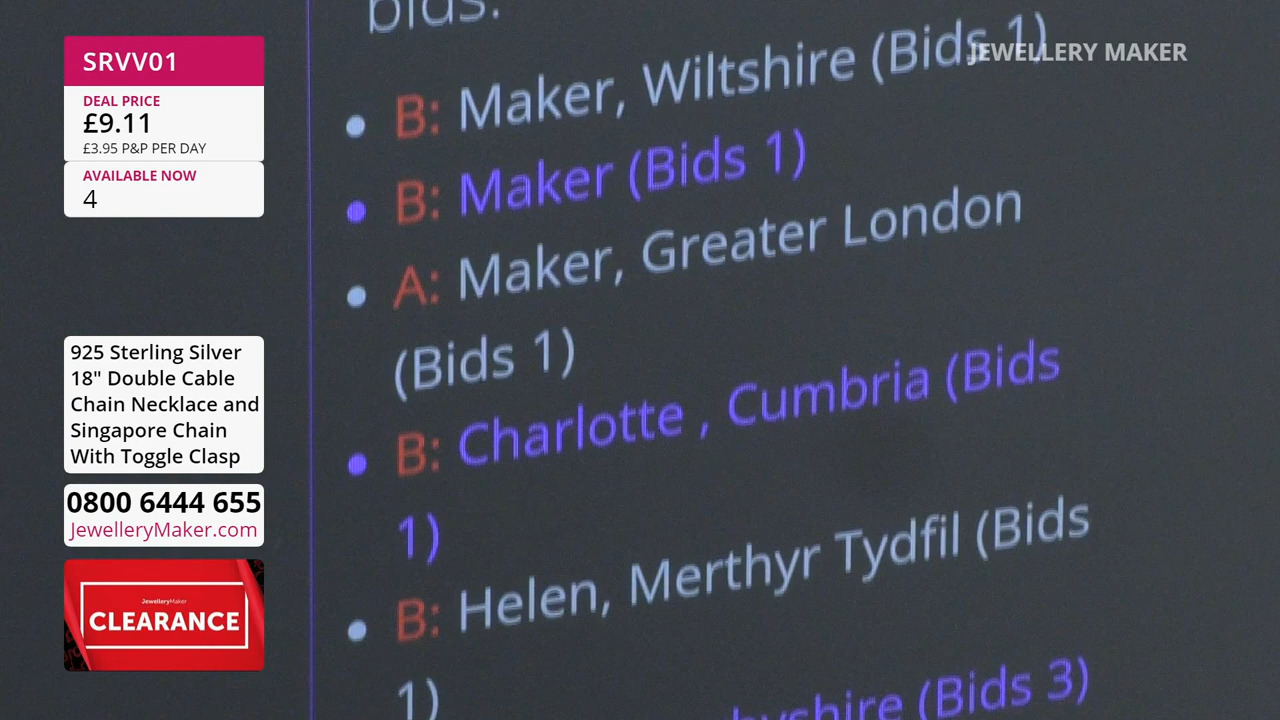 SRVV01
DEAL PRICE
£9.11
£3.95 P&P PER DAY
AVAILABLE NOW
4
925 Sterling Silver
18" Double Cable
Chain Necklace and
Singapore Chain
With Toggle Clasp
0800 6444 655
JewelleryMaker.com
JewelleryMaker
CLEARANCE
JEWELLERY MAKER
bids.
B: Maker, Wiltshire (Bids 1)
B: Maker (Bids 1)
A: Maker, Greater London
(Bids 1)
B: Charlotte , Cumbria (Bids
1)
B: Helen, Merthyr Tydfil (Bids
1)
(Bids 3)